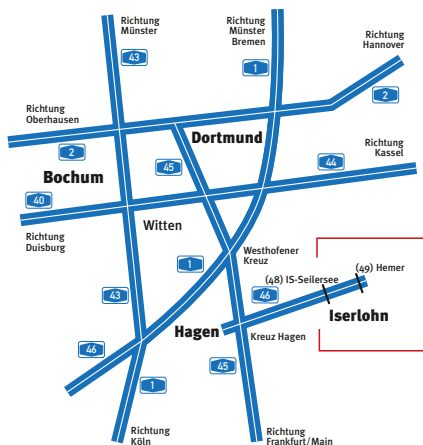 Richtung
Münster
43
Richtung
Münster
Bremen
1
Richtung
Hannover
2
Richtung
Oberhausen
2
Dortmund
Bochum
45
44
Richtung
Kassel
40
Richtung
Duisburg
Witten
1
Westhofener
Kreuz
(48) IS-Seilersee
(49) Hemer
46
43
Hagen
Kreuz Hagen
Iserlohn
46
45
1
Richtung
Köln
Richtung
Frankfurt/Main